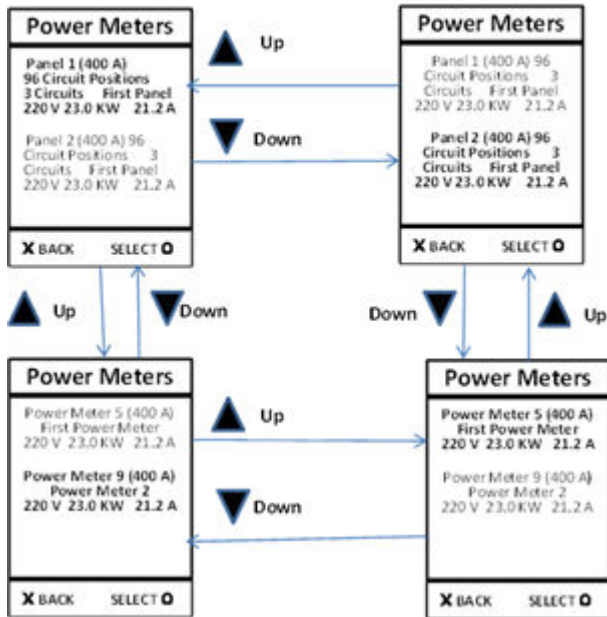 Power Meters
Panel 1 (400 A)
96 Circuit Positions
3 Circuits First Panel
220 V 23.0 KW 21.2 A
Panel 2 (400 A) 96
Circuit Positions 3
Circuits First Panel
220 V 23.0 KW 21.2 A
X BACK SELECT O
Up
Down
Power Meters
Panel 1 (400 A) 96
Circuit Positions 3
Circuits First Panel
220 V 23.0 KW 21.2 A
Panel 2 (400 A) 96
Circuit Positions 3
Circuits First Panel
220 V 23.0 KW 21.2 A
X BACK SELECT O
Up
Down
Down
Up
Power Meters
Power Meter 5 (400 A)
First Power Meter
220 V 23.0 KW 21.2 A
Power Meter 9 (400 A)
Power Meter 2
220 V 23.0 KW 21.2 A
X BACK SELECT O
Up
Down
Power Meters
Power Meter 5 (400 A)
First Power Meter
220 V 23.0 KW 21.2 A
Power Meter 9 (400 A)
Power Meter 2
220 V 23.0 KW 21.2 A
X BACK SELECT O